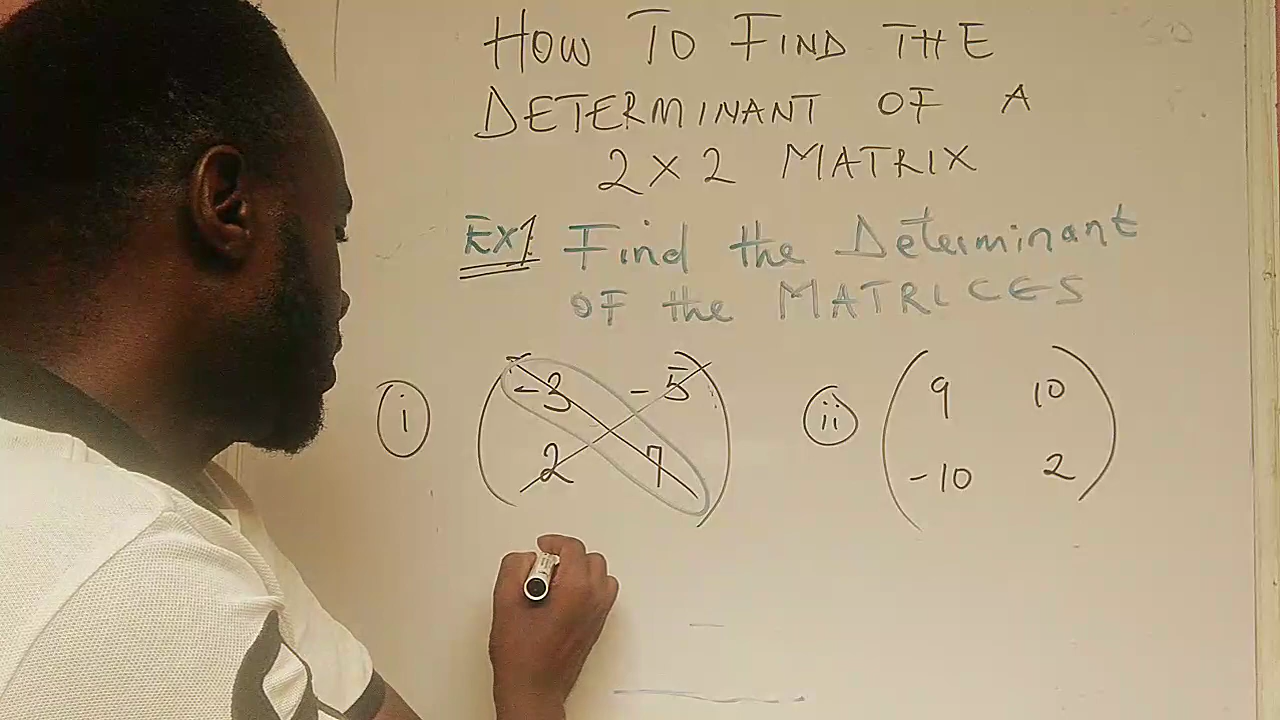 HOW TO FIND THE
DETERMINANT OF A
2 x 2 MATRIX
EX1 Find the Determinant
OF the MATRICES
i -3 -5 ii 9 10
2 7 -10 2